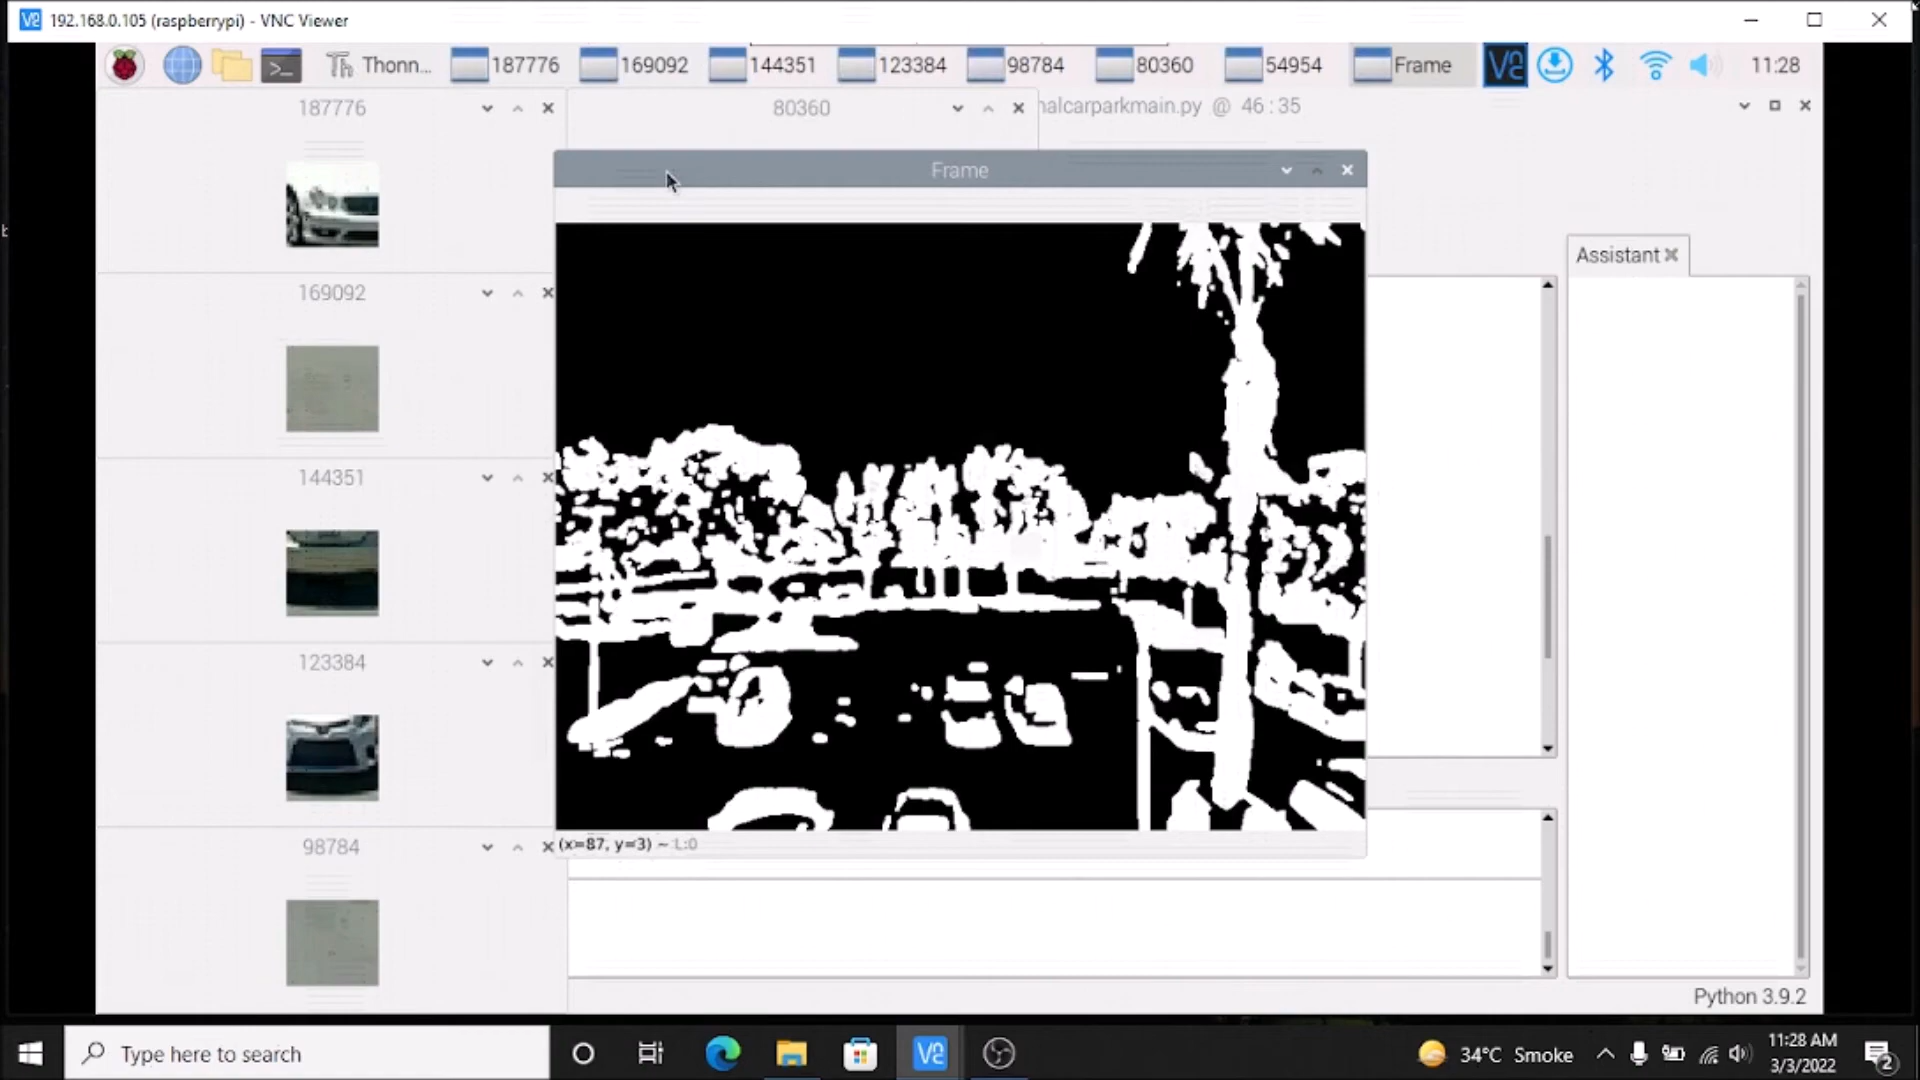 192.168.0.105 (raspberrypi) - VNC Viewer
Thonn... 187776 169092 144351 123384 98784 80360 54954 Frame 11:28
187776
80360
nalcarparkmain.py @ 46:35
Frame
Assistant
169092
144351
123384
98784
(x=87, y=3) ~ L:0
Python 3.9.2
Type here to search
34°C Smoke
11:28 AM
3/3/2022
2